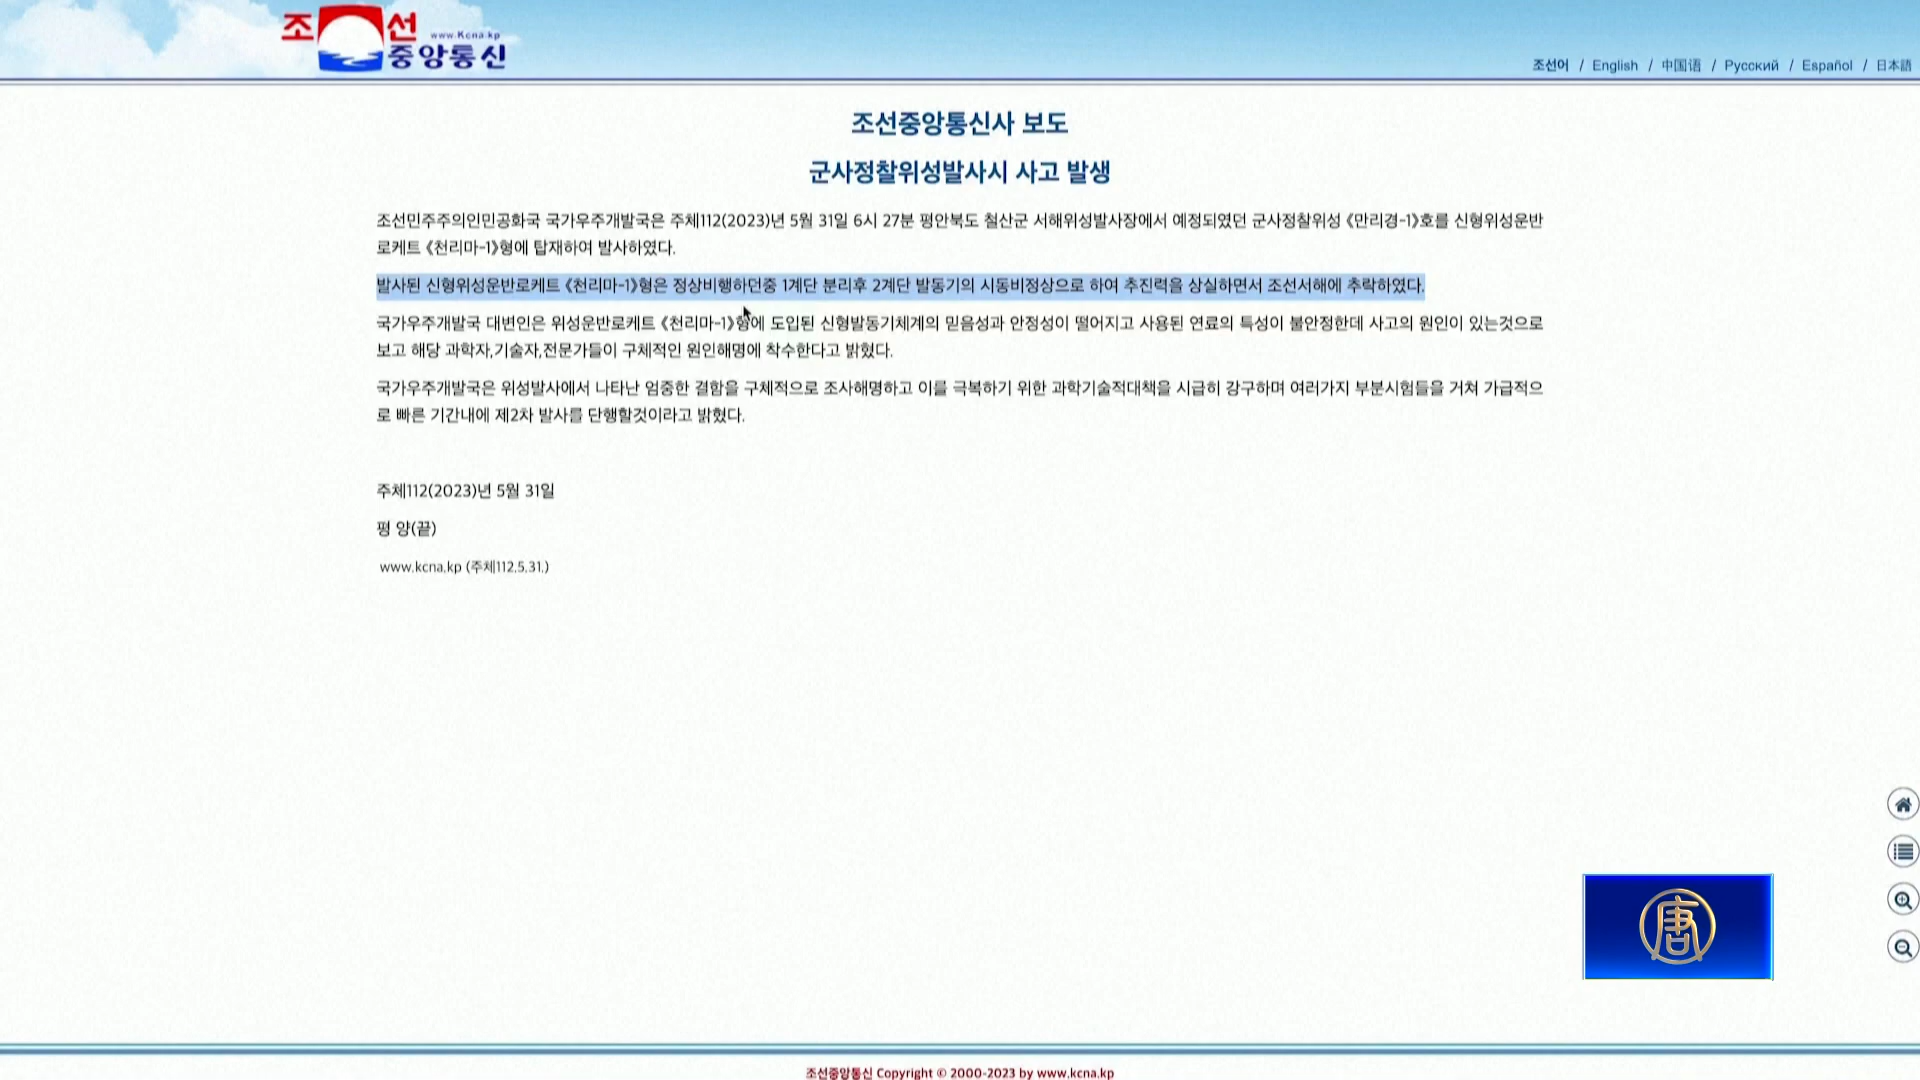 조선
www.Kcna.kp
중앙통신
조선어 / English / 中国语 / Русский / Español / 日本語
조선중앙통신사 보도
군사정찰위성발사시 사고 발생
조선민주주의인민공화국 국가우주개발국은 주체112(2023)년 5월 31일 6시 27분 평안북도 철산군 서해위성발사장에서 예정되였던 군사정찰위성 《만리경-1》호를 신형위성운반
로케트 《천리마-1》형에 탑재하여 발사하였다.
발사된 신형위성운반로케트 《천리마-1》형은 정상비행하던중 1계단 분리후 2계단 발동기의 시동비정상으로 하여 추진력을 상실하면서 조선서해에 추락하였다.
국가우주개발국 대변인은 위성운반로케트 《천리마-1》형에 도입된 신형발동기체계의 믿음성과 안정성이 떨어지고 사용된 연료의 특성이 불안정한데 사고의 원인이 있는것으로
보고 해당 과학자,기술자,전문가들이 구체적인 원인해명에 착수한다고 밝혔다.
국가우주개발국은 위성발사에서 나타난 엄중한 결함을 구체적으로 조사해명하고 이를 극복하기 위한 과학기술적대책을 시급히 강구하며 여러가지 부분시험들을 거쳐 가급적으
로 빠른 기간내에 제2차 발사를 단행할것이라고 밝혔다.
주체112(2023)년 5월 31일
평 양(끝)
www.kcna.kp (주체112.5.31.)
唐
조선중앙통신 Copyright © 2000-2023 by www.kcna.kp